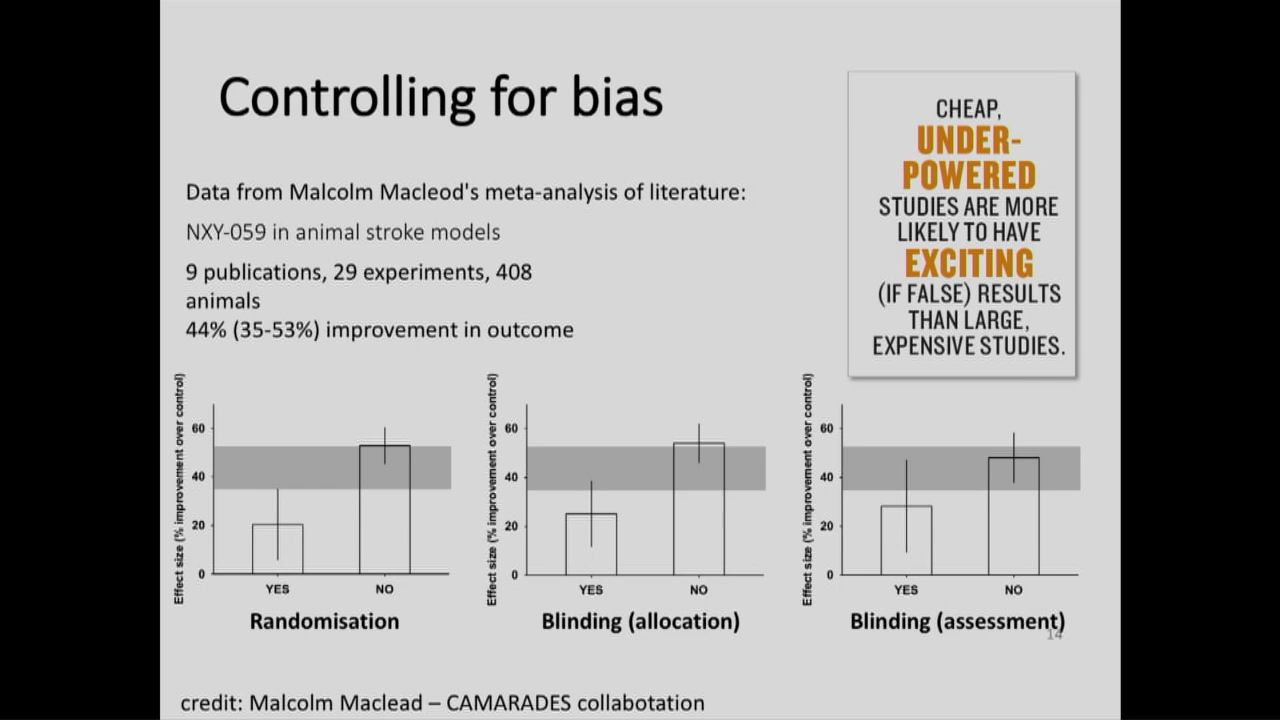 Controlling for bias
CHEAP,
UNDER-
POWERED
STUDIES ARE MORE
LIKELY TO HAVE
EXCITING
(IF FALSE) RESULTS
THAN LARGE,
EXPENSIVE STUDIES.
Data from Malcolm Macleod's meta-analysis of literature:
NXY-059 in animal stroke models
9 publications, 29 experiments, 408
animals
44% (35-53%) improvement in outcome
Effect size (% improvement over control)
60
40
20
0
YES
NO
Randomisation
Effect size (% improvement over control)
60
40
20
0
YES
NO
Blinding (allocation)
Effect size (% improvement over control)
60
40
20
0
YES
NO
Blinding (assessment)
14
credit: Malcolm Maclead – CAMARADES collabotation